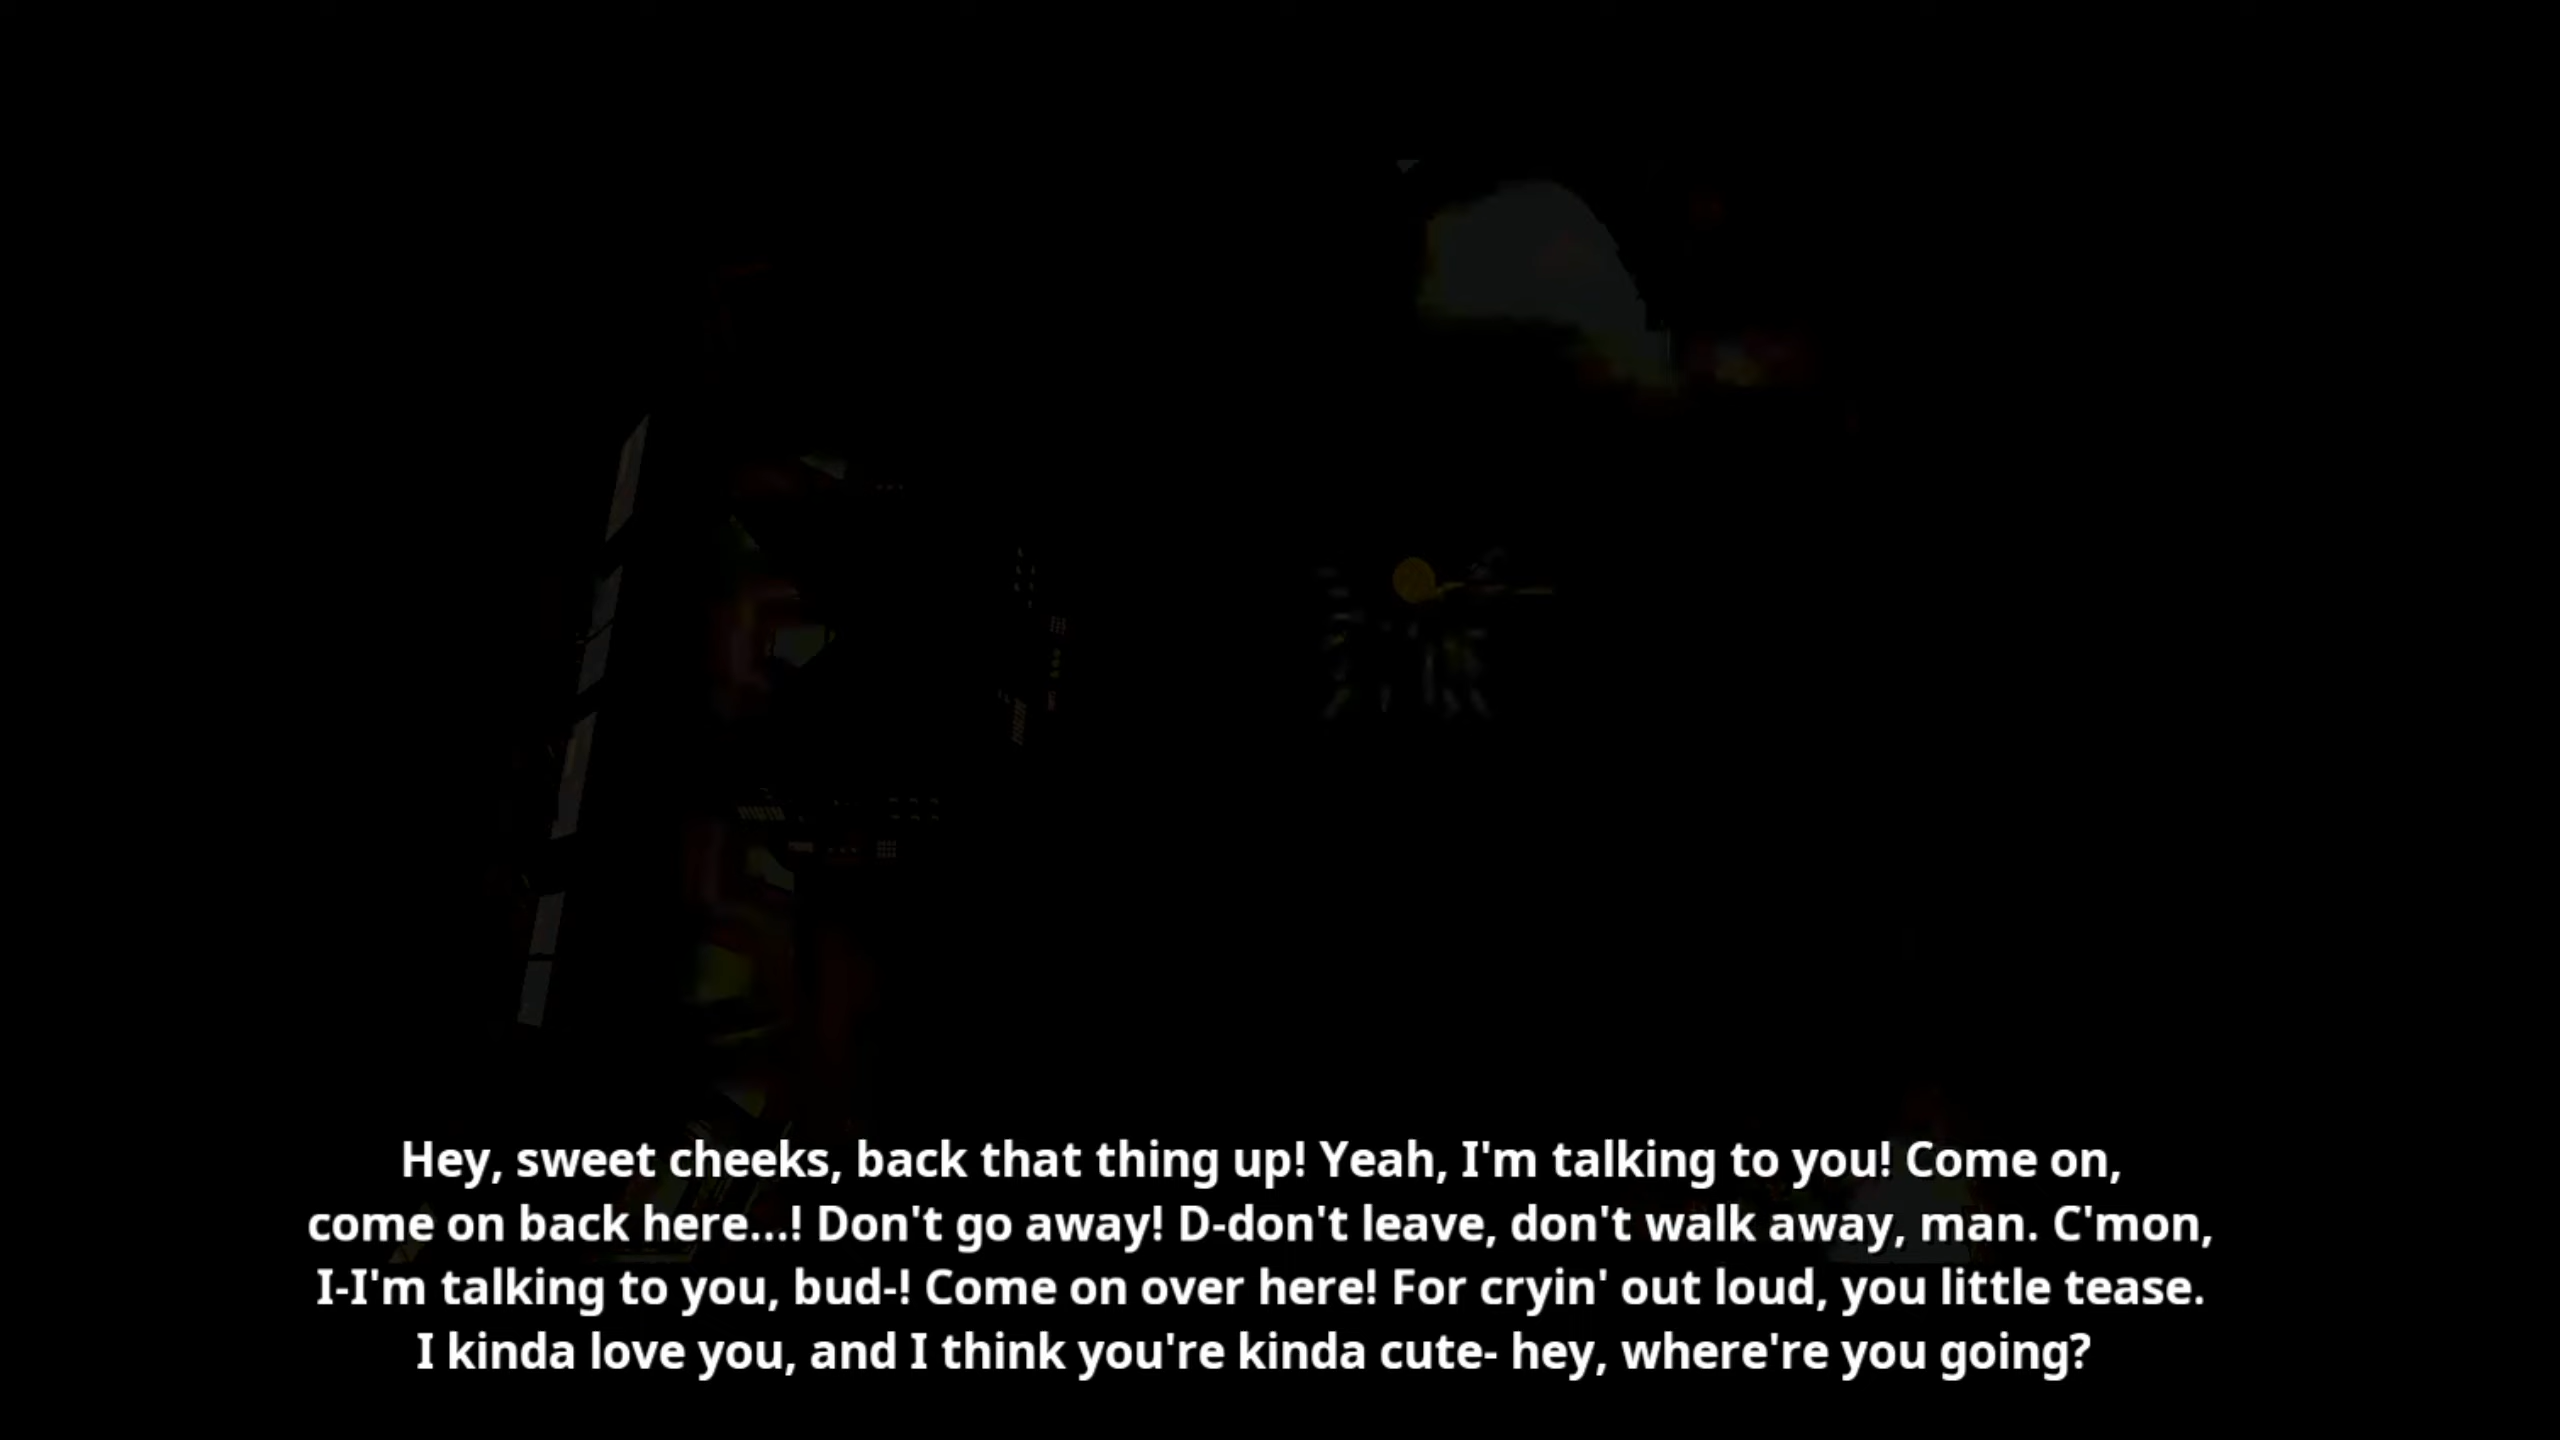 Hey, sweet cheeks, back that thing up! Yeah, I'm talking to you! Come on,
come on back here...! Don't go away! D-don't leave, don't walk away, man. C'mon,
I-I'm talking to you, bud-! Come on over here! For cryin' out loud, you little tease.
I kinda love you, and I think you're kinda cute- hey, where're you going?